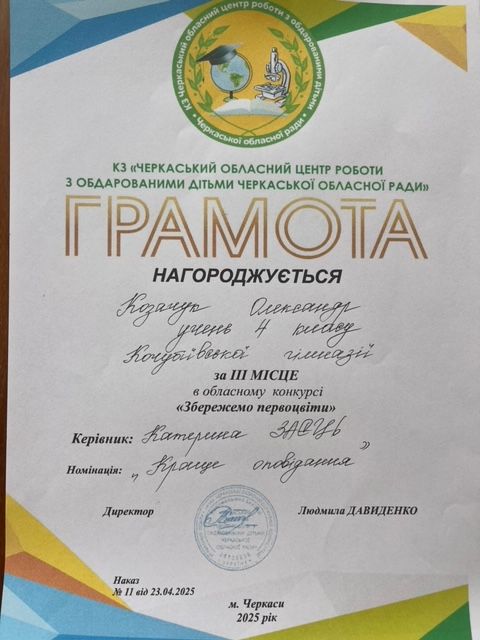 КЗ «Черкаський обласний центр роботи з обдарованими дітьми
Черкаської обласної ради»
КЗ «ЧЕРКАСЬКИЙ ОБЛАСНИЙ ЦЕНТР РОБОТИ
З ОБДАРОВАНИМИ ДІТЬМИ ЧЕРКАСЬКОЇ ОБЛАСНОЇ РАДИ»
ГРАМОТА
НАГОРОДЖУЄТЬСЯ
Козачук Олександр
учень 4 класу
гімназії
за ІІІ МІСЦЕ
в обласному конкурсі
«Збережемо первоцвіти»
Керівник: Катерина ЗАЄЦЬ
Номінація: „Краще оповідання”
Директор Людмила ДАВИДЕНКО
Наказ
№ 11 від 23.04.2025
м. Черкаси
2025 рік